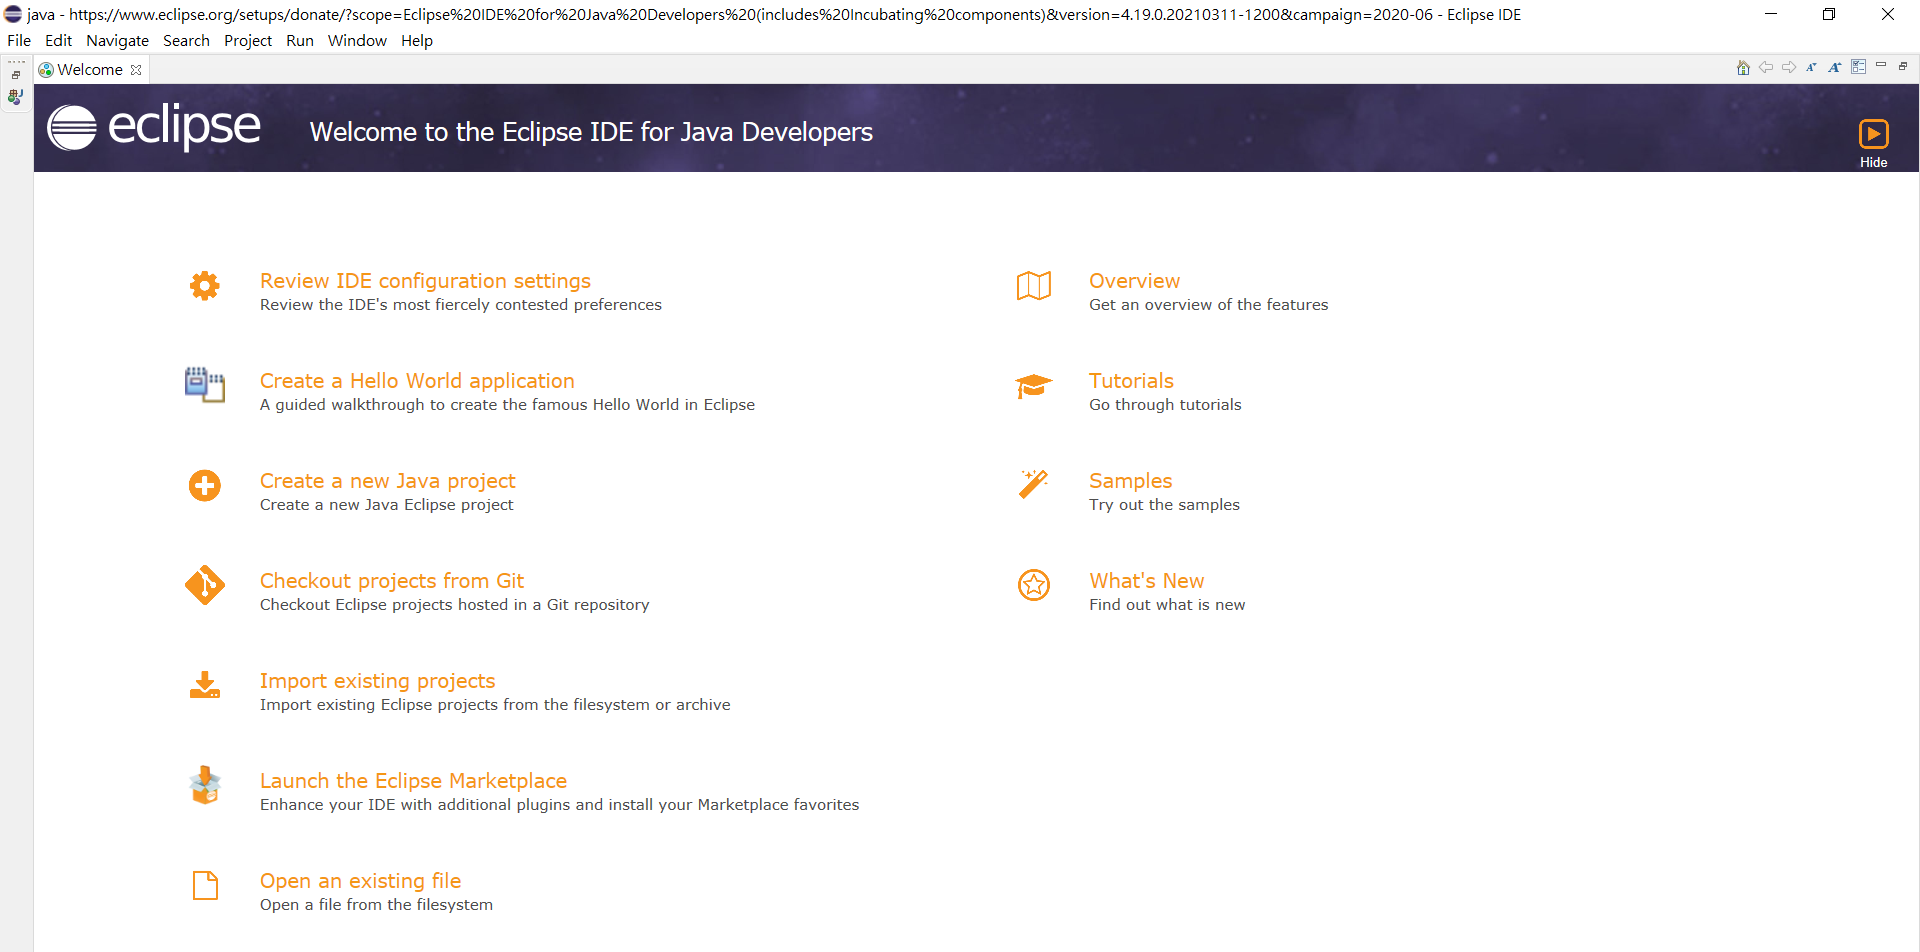 java - https://www.eclipse.org/setups/donate/?scope=Eclipse%20IDE%20for%20Java%20Developers%20(includes%20Incubating%20components)&version=4.19.0.20210311-1200&campaign=2020-06 - Eclipse IDE
File Edit Navigate Search Project Run Window Help
Welcome
eclipse
Welcome to the Eclipse IDE for Java Developers
Hide
Review IDE configuration settings
Review the IDE's most fiercely contested preferences
Create a Hello World application
A guided walkthrough to create the famous Hello World in Eclipse
Create a new Java project
Create a new Java Eclipse project
Checkout projects from Git
Checkout Eclipse projects hosted in a Git repository
Import existing projects
Import existing Eclipse projects from the filesystem or archive
Launch the Eclipse Marketplace
Enhance your IDE with additional plugins and install your Marketplace favorites
Open an existing file
Open a file from the filesystem
Overview
Get an overview of the features
Tutorials
Go through tutorials
Samples
Try out the samples
What's New
Find out what is new